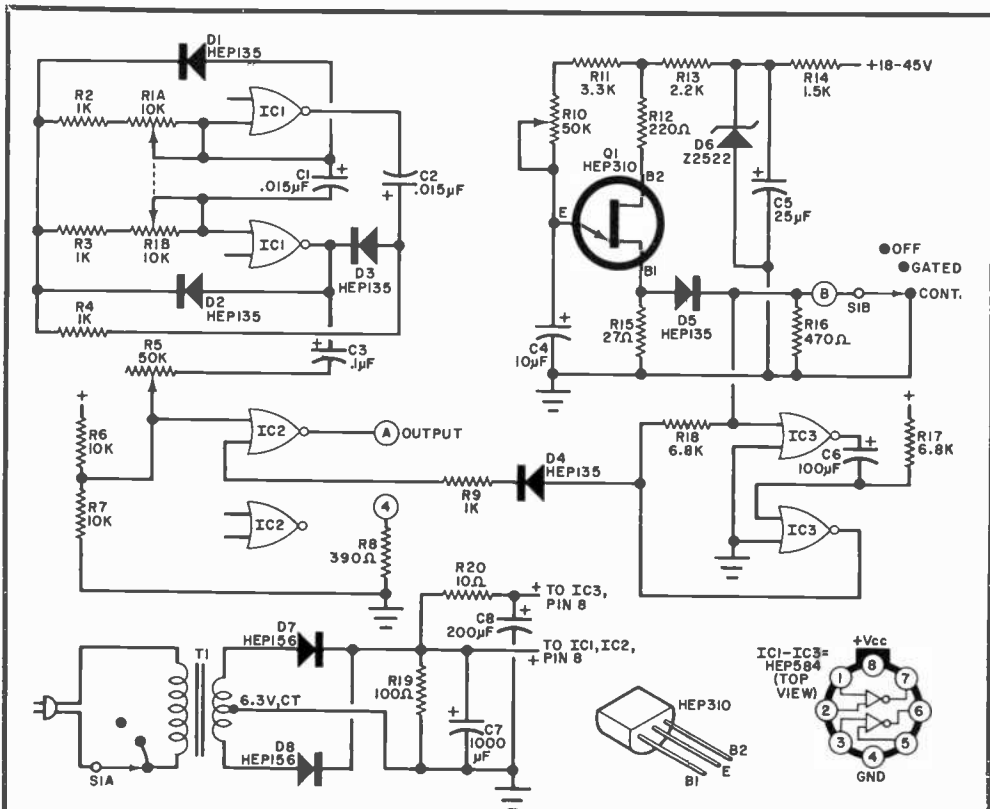 D1
HEP135
R2
1K
R1A
10K
IC1
C1
.015µF
C2
.015µF
R3
1K
R1B
10K
IC1
D3
HEP135
D2
HEP135
R4
1K
R5
50K
C3
.1µF
R11
3.3K
R13
2.2K
R14
1.5K
+18-45V
R10
50K
R12
220Ω
D6
Z2522
Q1
HEP310
B2
E
B1
C5
25µF
OFF
GATED
CONT.
B
S1B
D5
HEP135
R15
27Ω
R16
470Ω
C4
10µF
R6
10K
R7
10K
IC2
A OUTPUT
IC2
4
R8
390Ω
R9
1K
D4
HEP135
R18
6.8K
IC3
C6
100µF
R17
6.8K
IC3
R20
10Ω
+ TO IC3,
PIN 8
C8
200µF
+ TO IC1, IC2,
PIN 8
D7
HEP156
T1
6.3V,CT
R19
100Ω
C7
1000
µF
D8
HEP156
S1A
HEP310
B2
E
B1
IC1-IC3=
HEP584
(TOP
VIEW)
+Vcc
8
1
7
2
6
3
5
4
GND